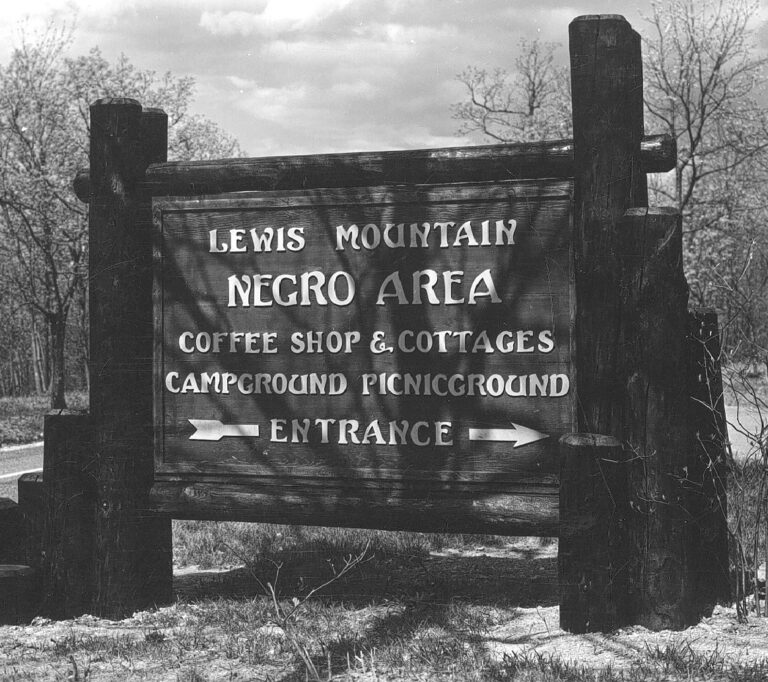 LEWIS MOUNTAIN
NEGRO AREA
COFFEE SHOP & COTTAGES
CAMPGROUND PICNICGROUND
ENTRANCE